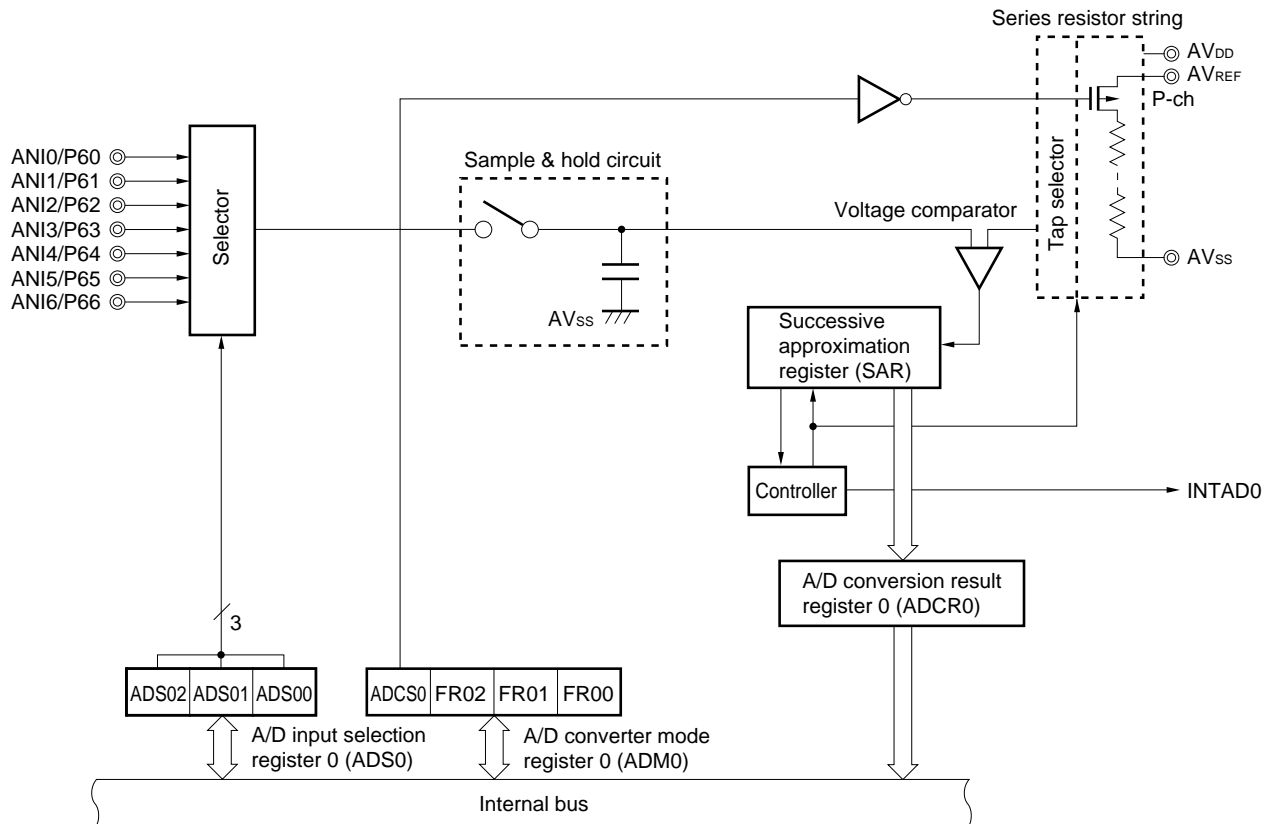 Series resistor string
AVDD
AVREF
P-ch
ANI0/P60
ANI1/P61
ANI2/P62
ANI3/P63
ANI4/P64
ANI5/P65
ANI6/P66
Selector
Sample & hold circuit
AVSS
Voltage comparator
Tap selector
AVSS
Successive
approximation
register (SAR)
Controller
INTAD0
A/D conversion result
register 0 (ADCR0)
3
ADS02 ADS01 ADS00
ADCS0 FR02 FR01 FR00
A/D input selection
register 0 (ADS0)
A/D converter mode
register 0 (ADM0)
Internal bus